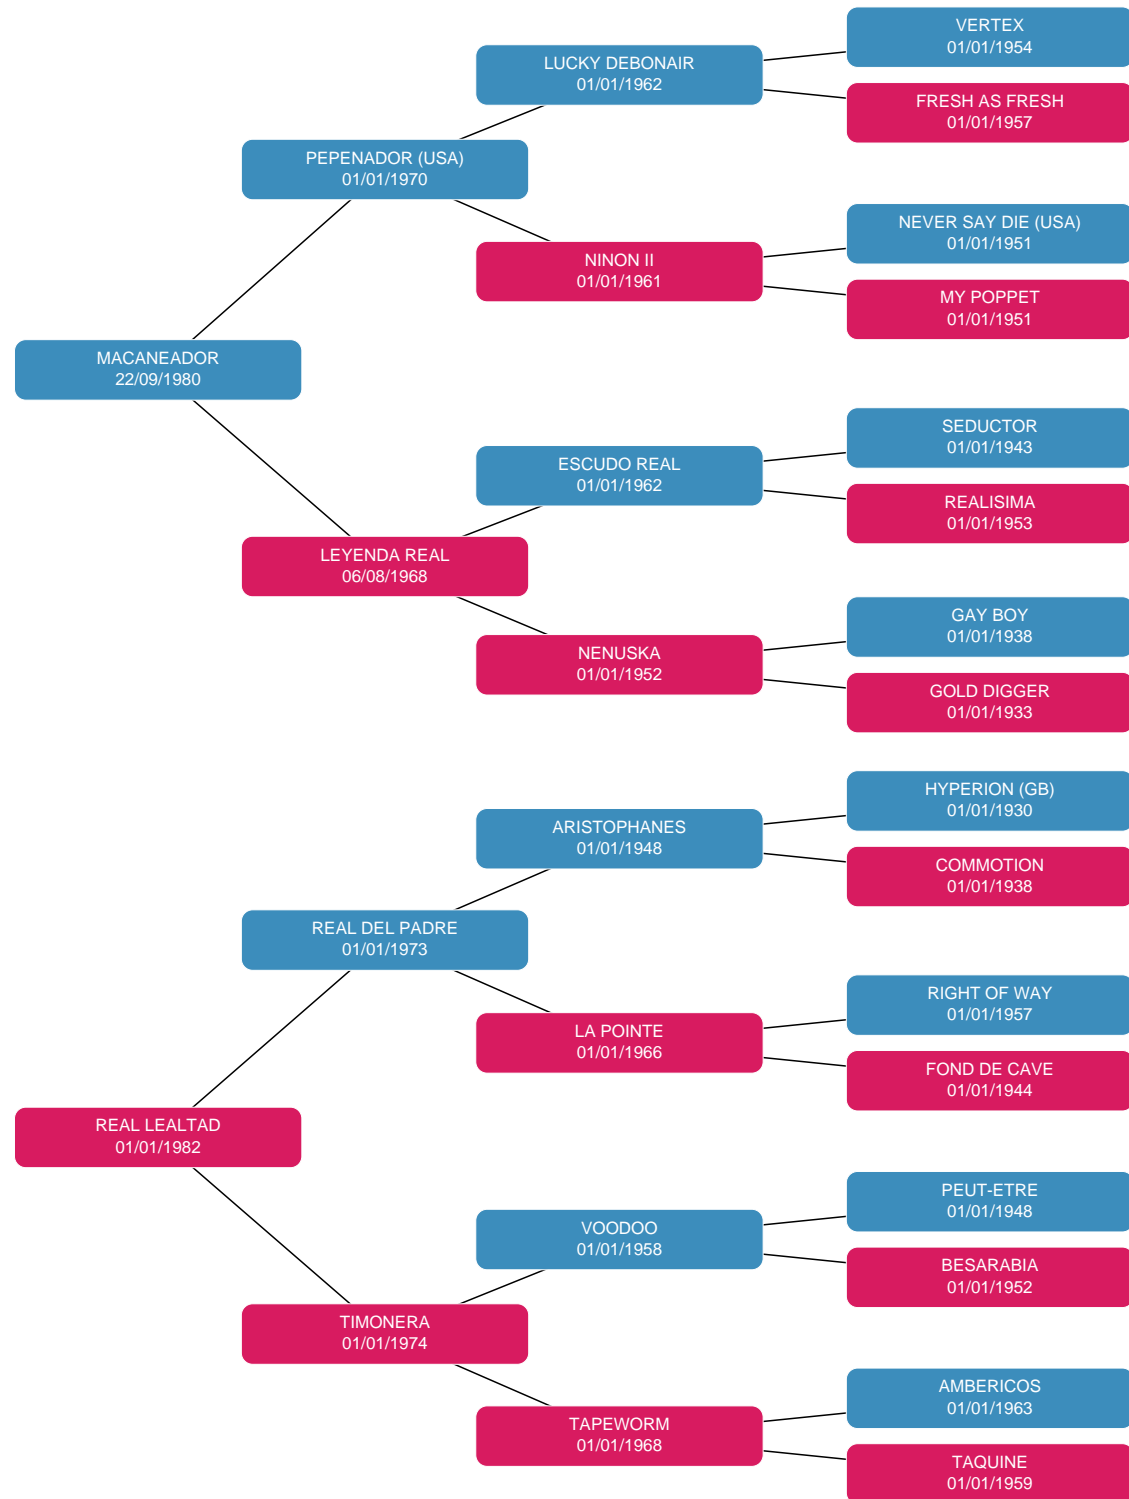 VERTEX
01/01/1954
LUCKY DEBONAIR
01/01/1962
FRESH AS FRESH
01/01/1957
PEPENADOR (USA)
01/01/1970
NEVER SAY DIE (USA)
01/01/1951
NINON II
01/01/1961
MY POPPET
01/01/1951
MACANEADOR
22/09/1980
SEDUCTOR
01/01/1943
ESCUDO REAL
01/01/1962
REALISIMA
01/01/1953
LEYENDA REAL
06/08/1968
GAY BOY
01/01/1938
NENUSKA
01/01/1952
GOLD DIGGER
01/01/1933
HYPERION (GB)
01/01/1930
ARISTOPHANES
01/01/1948
COMMOTION
01/01/1938
REAL DEL PADRE
01/01/1973
RIGHT OF WAY
01/01/1957
LA POINTE
01/01/1966
FOND DE CAVE
01/01/1944
REAL LEALTAD
01/01/1982
PEUT-ETRE
01/01/1948
VOODOO
01/01/1958
BESARABIA
01/01/1952
TIMONERA
01/01/1974
AMBERICOS
01/01/1963
TAPEWORM
01/01/1968
TAQUINE
01/01/1959